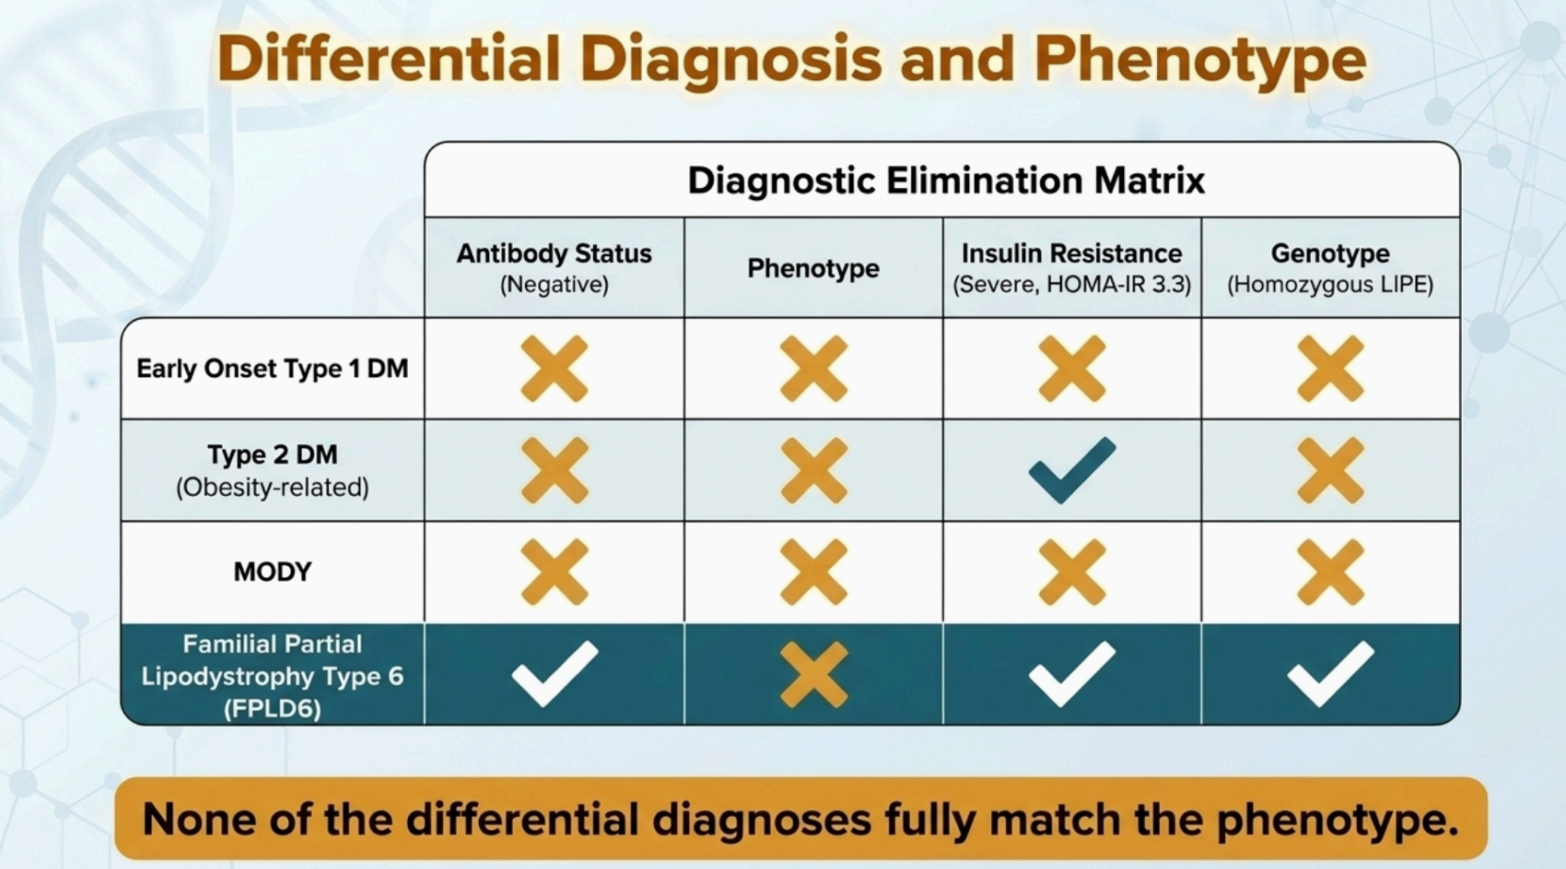 Differential Diagnosis and Phenotype
Diagnostic Elimination Matrix
Antibody Status
(Negative)
Phenotype
Insulin Resistance
(Severe, HOMA-IR 3.3)
Genotype
(Homozygous LIPE)
Early Onset Type 1 DM
Type 2 DM
(Obesity-related)
MODY
Familial Partial
Lipodystrophy Type 6
(FPLD6)
None of the differential diagnoses fully match the phenotype.